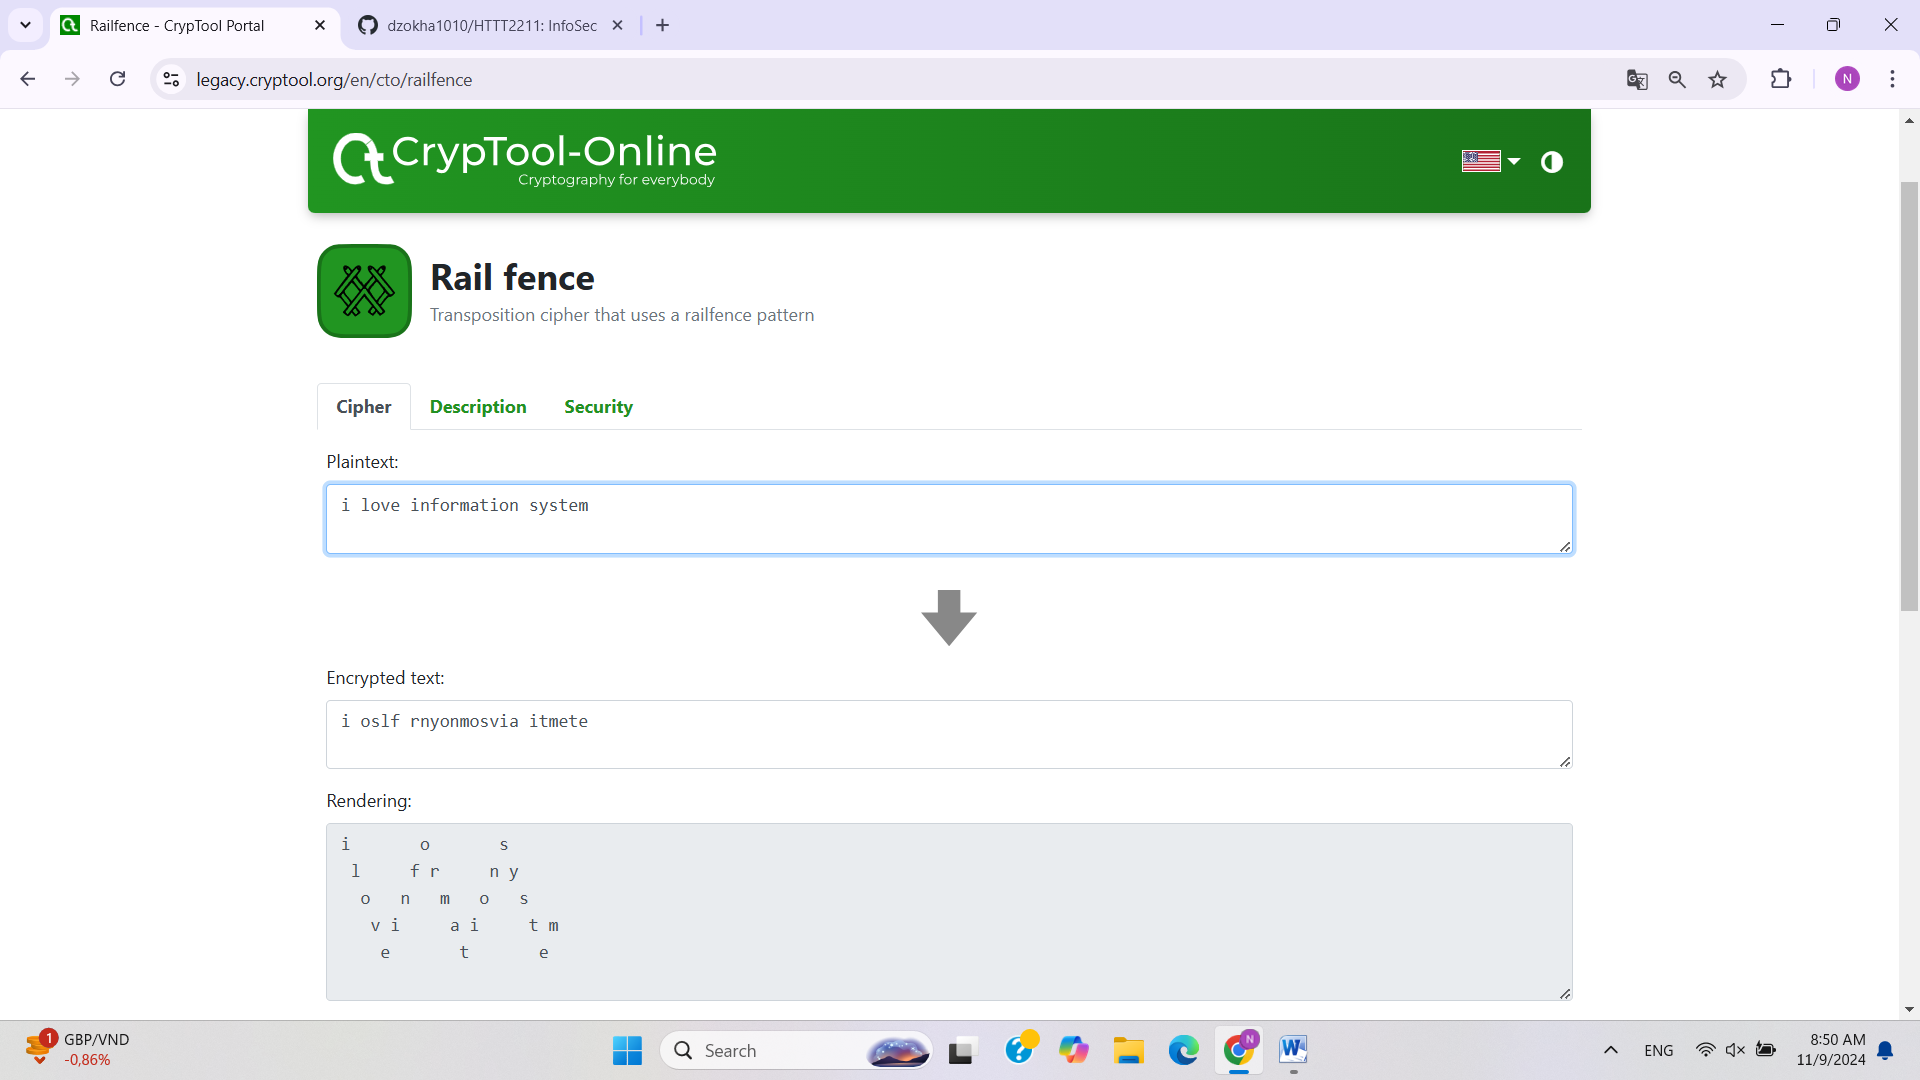 Railfence - CrypTool Portal
dzokha1010/HTTT2211: InfoSec
legacy.cryptool.org/en/cto/railfence
N
CrypTool-Online
Cryptography for everybody
Rail fence
Transposition cipher that uses a railfence pattern
Cipher Description Security
Plaintext:
i love information system
Encrypted text:
i oslf rnyonmosvia itmete
Rendering:
i       o       s
 l     f r     n y
  o   n   m   o   s
   v i     a i     t m
    e       t       e
1 GBP/VND
-0,86%
Search
N
ENG
8:50 AM
11/9/2024